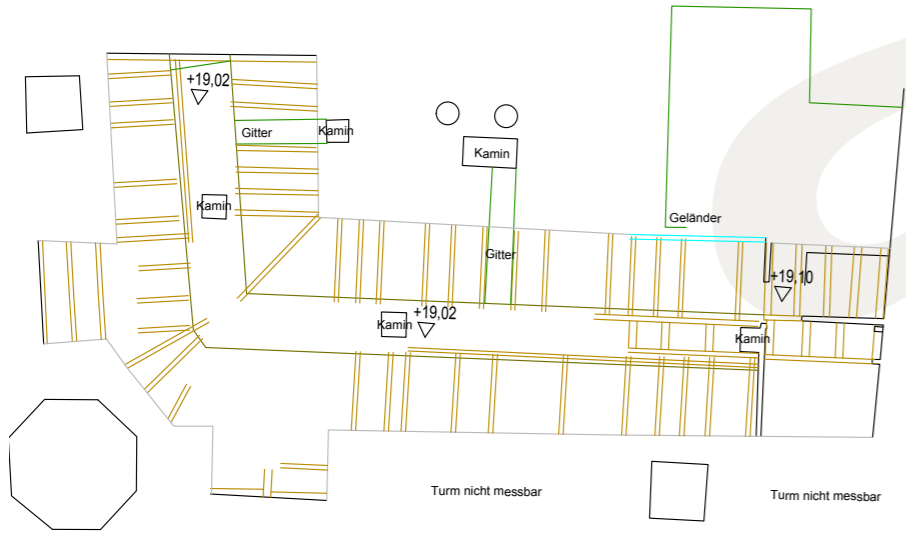 +19,02
Gitter
Kamin
Kamin
Kamin
Geländer
Gitter
+19,10
Kamin
+19,02
Kamin
Turm nicht messbar
Turm nicht messbar